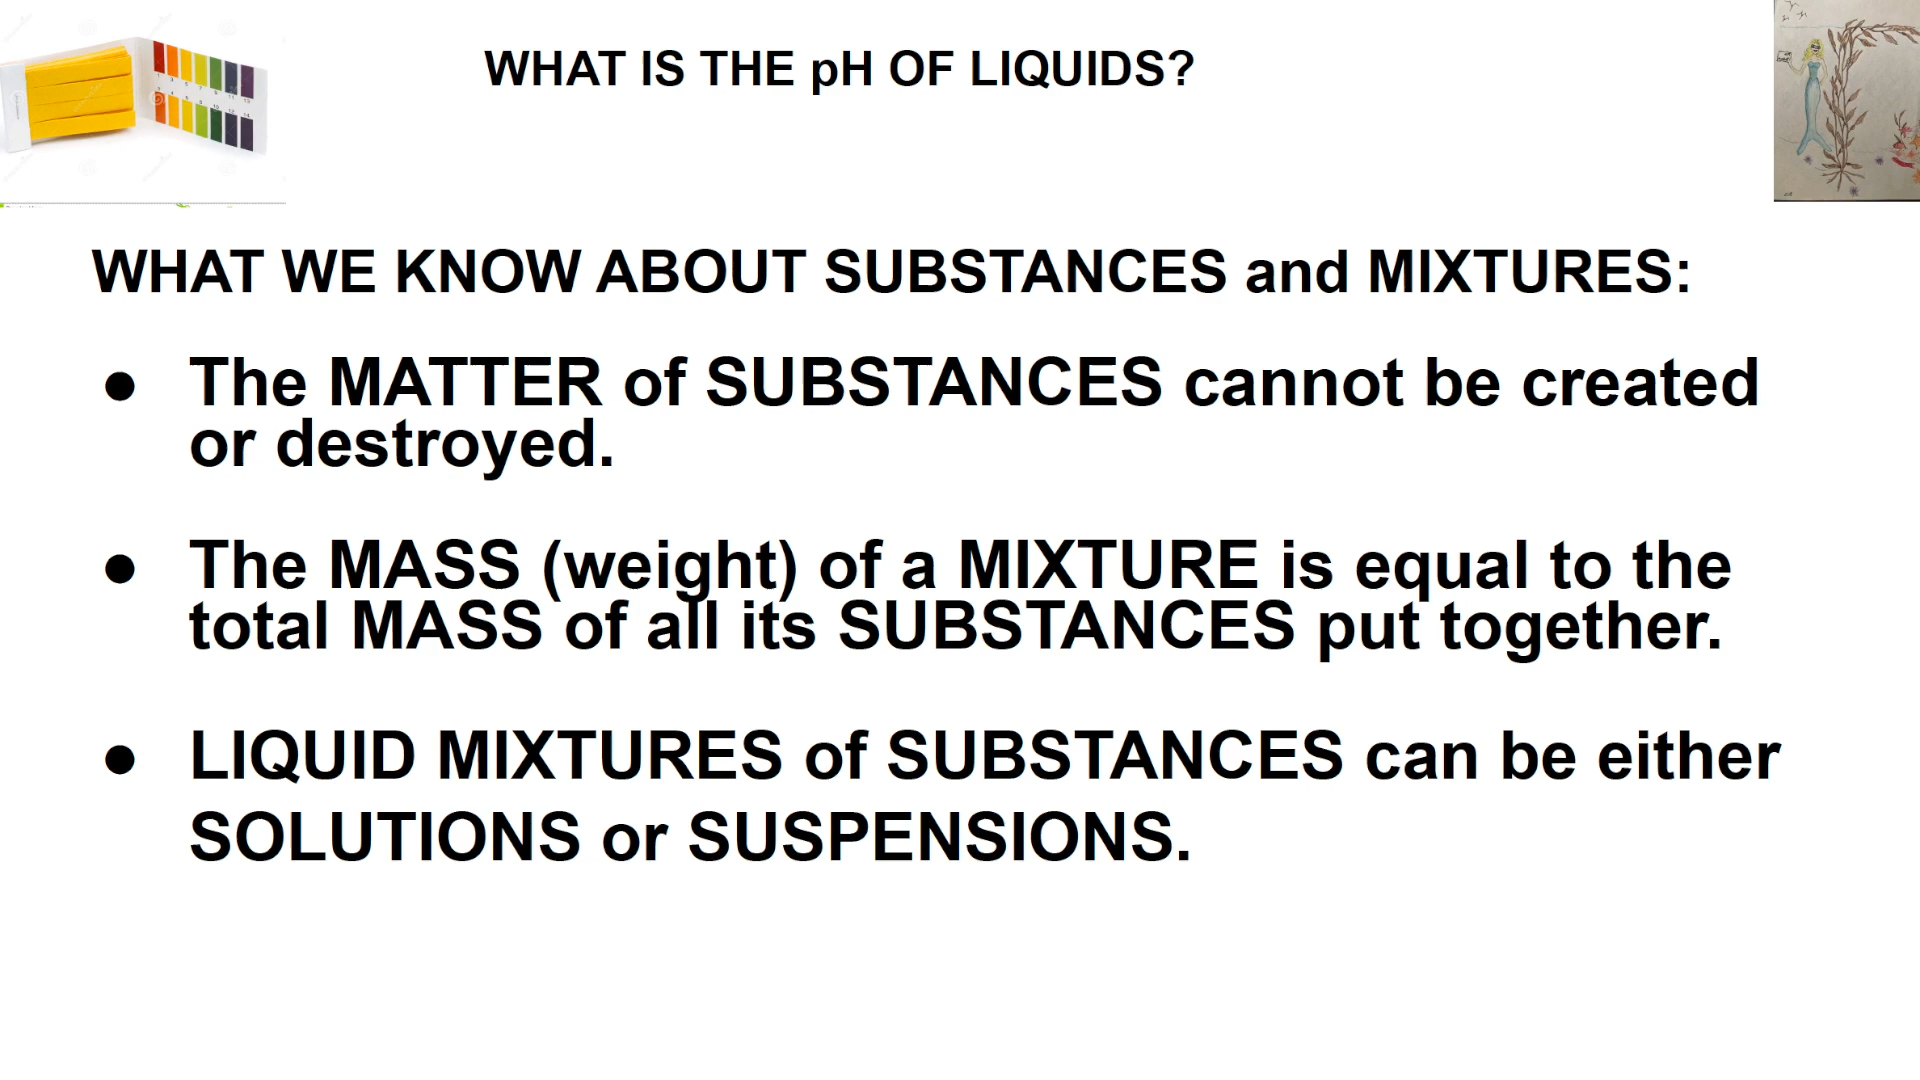 WHAT IS THE pH OF LIQUIDS?
WHAT WE KNOW ABOUT SUBSTANCES and MIXTURES:
● The MATTER of SUBSTANCES cannot be created
or destroyed.
● The MASS (weight) of a MIXTURE is equal to the
total MASS of all its SUBSTANCES put together.
● LIQUID MIXTURES of SUBSTANCES can be either
SOLUTIONS or SUSPENSIONS.